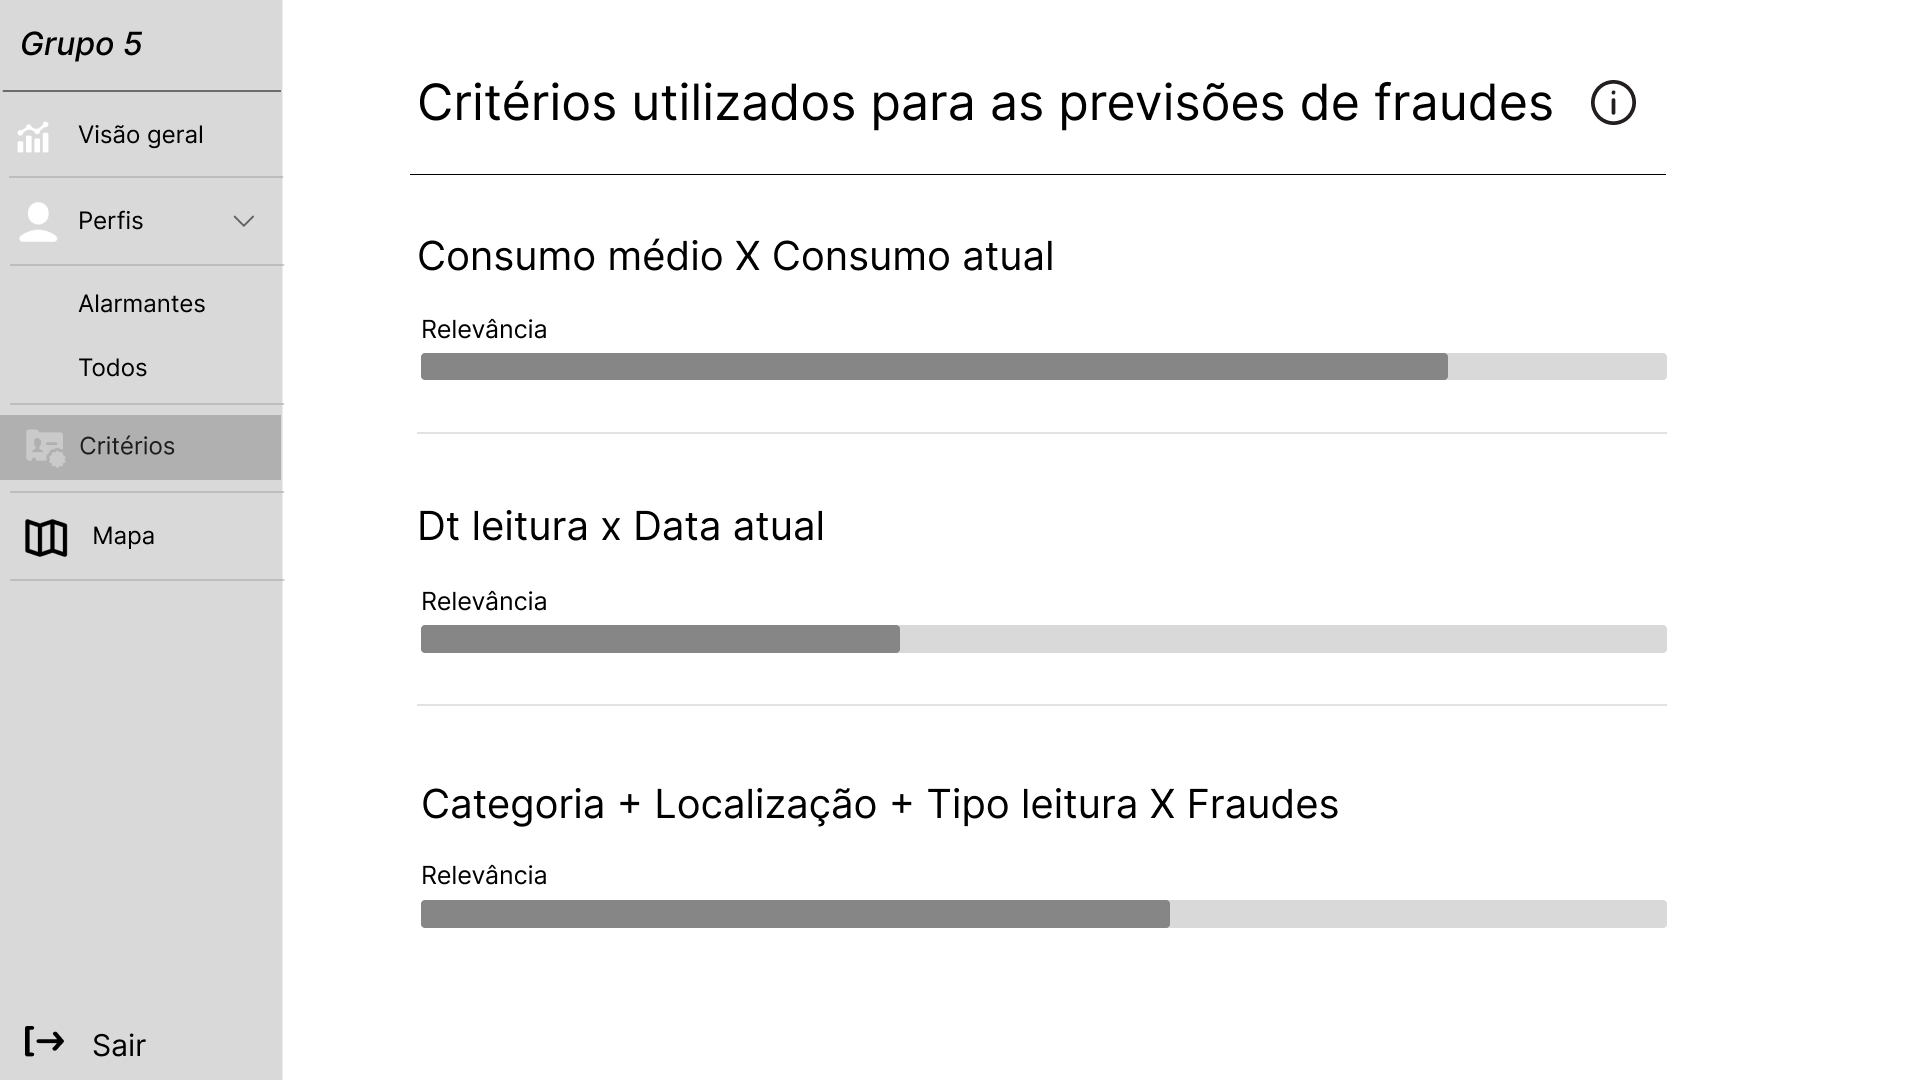 Grupo 5
Visão geral
Perfis
Alarmantes
Todos
Critérios
Mapa
Sair
Critérios utilizados para as previsões de fraudes
Consumo médio X Consumo atual
Relevância
Dt leitura x Data atual
Relevância
Categoria + Localização + Tipo leitura X Fraudes
Relevância